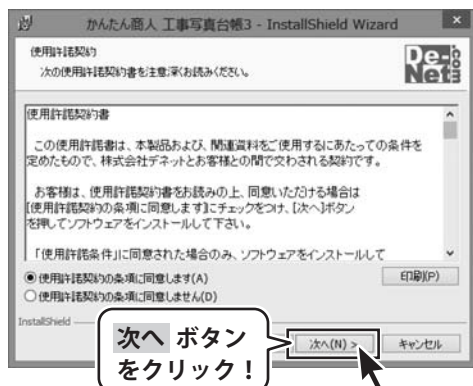 かんたん商人 工事写真台帳3 - InstallShield Wizard
使用許諾契約
次の使用許諾契約書を注意深くお読みください。
De-Net.com
使用許諾契約書
この使用許諾書は、本製品および、関連資料をご使用するにあたっての条件を
定めたもので、株式会社デネットとお客様との間で交わされる契約です。
お客様は、使用許諾契約書をお読みの上、同意いただける場合は
[使用許諾契約の条項に同意します]にチェックをつけ、[次へ]ボタン
を押してソフトウェアをインストールして下さい。
「使用許諾条件」に同意された場合のみ、ソフトウェアをインストールして
使用許諾契約の条項に同意します(A)
印刷(P)
使用許諾契約の条項に同意しません(D)
InstallShield
次へ(N) >
キャンセル
次へ ボタン
をクリック!